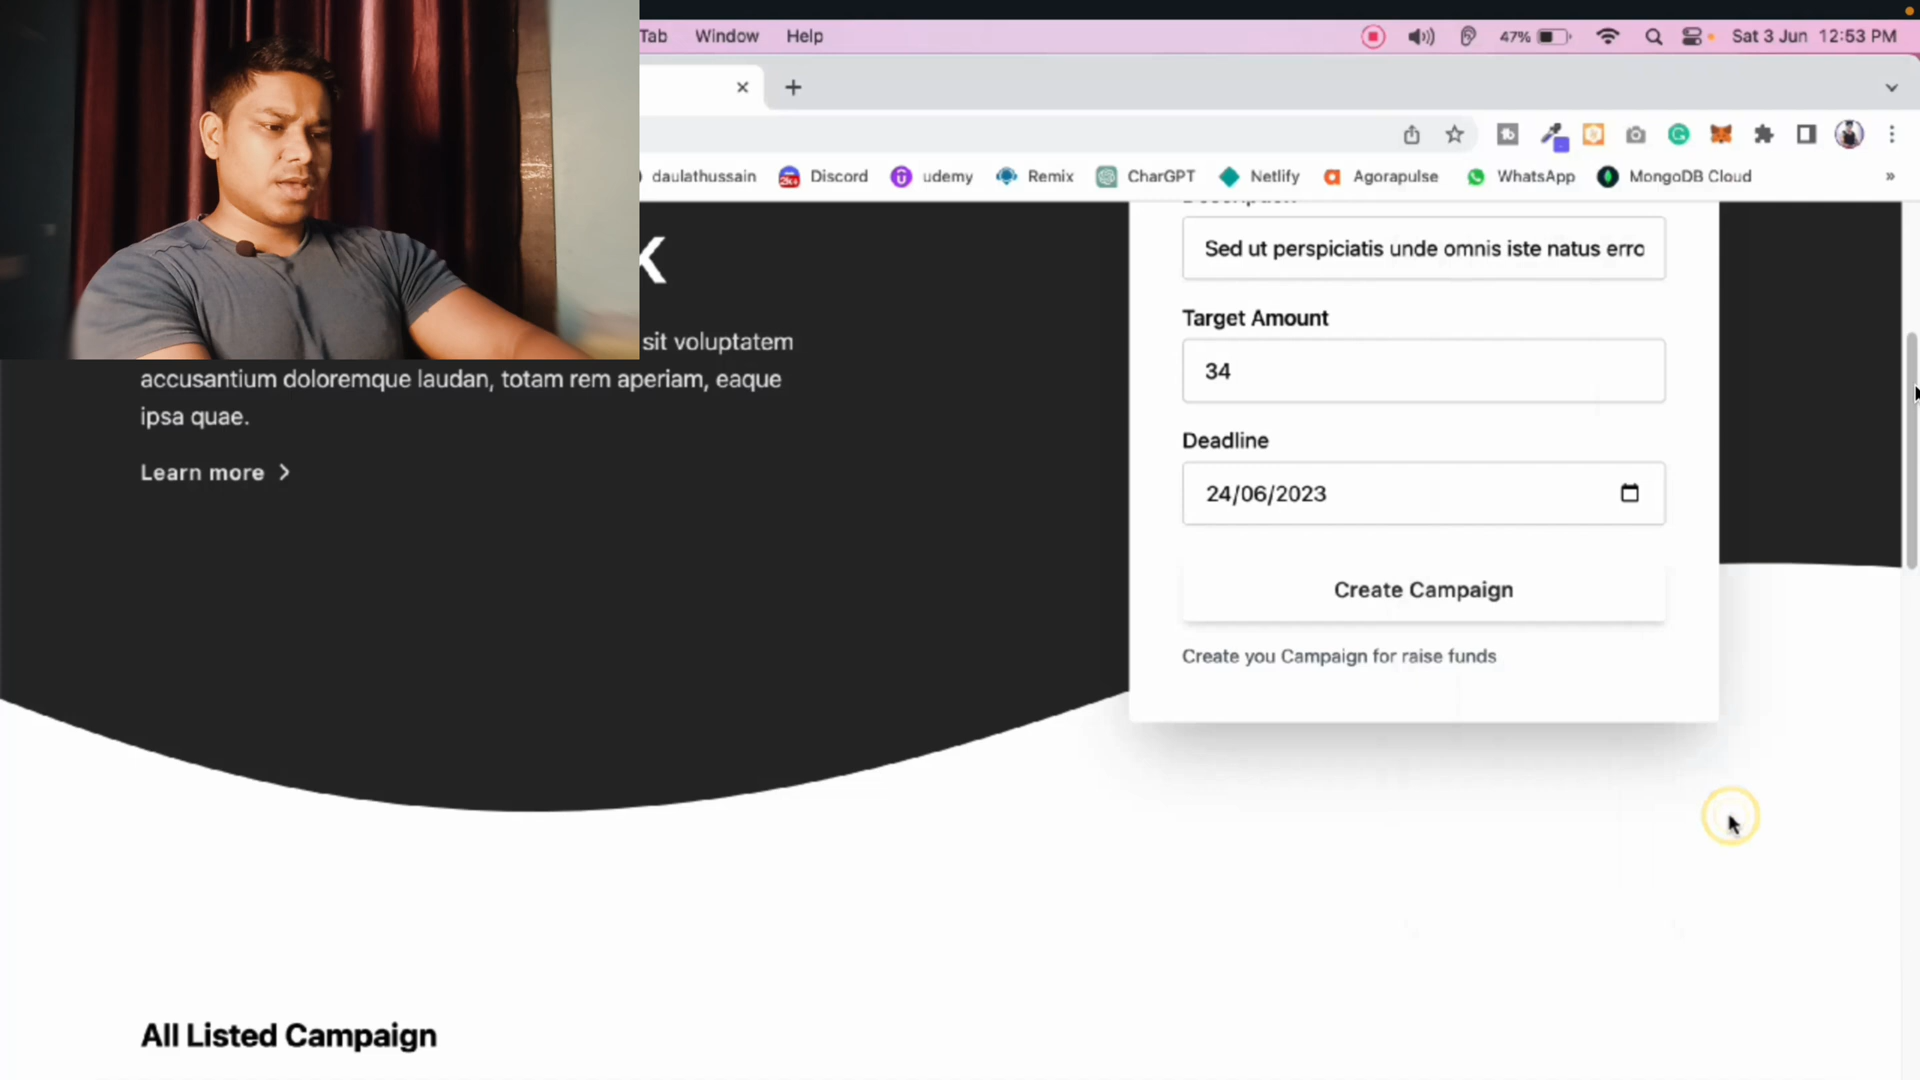 Tab Window Help 47% Sat 3 Jun 12:53 PM
daulathussain Discord udemy Remix CharGPT Netlify Agorapulse WhatsApp MongoDB Cloud »
Sed ut perspiciatis unde omnis iste natus erro
K
Target Amount
sit voluptatem
34
accusantium doloremque laudan, totam rem aperiam, eaque
ipsa quae.
Deadline
Learn more
24/06/2023
Create Campaign
Create you Campaign for raise funds
All Listed Campaign